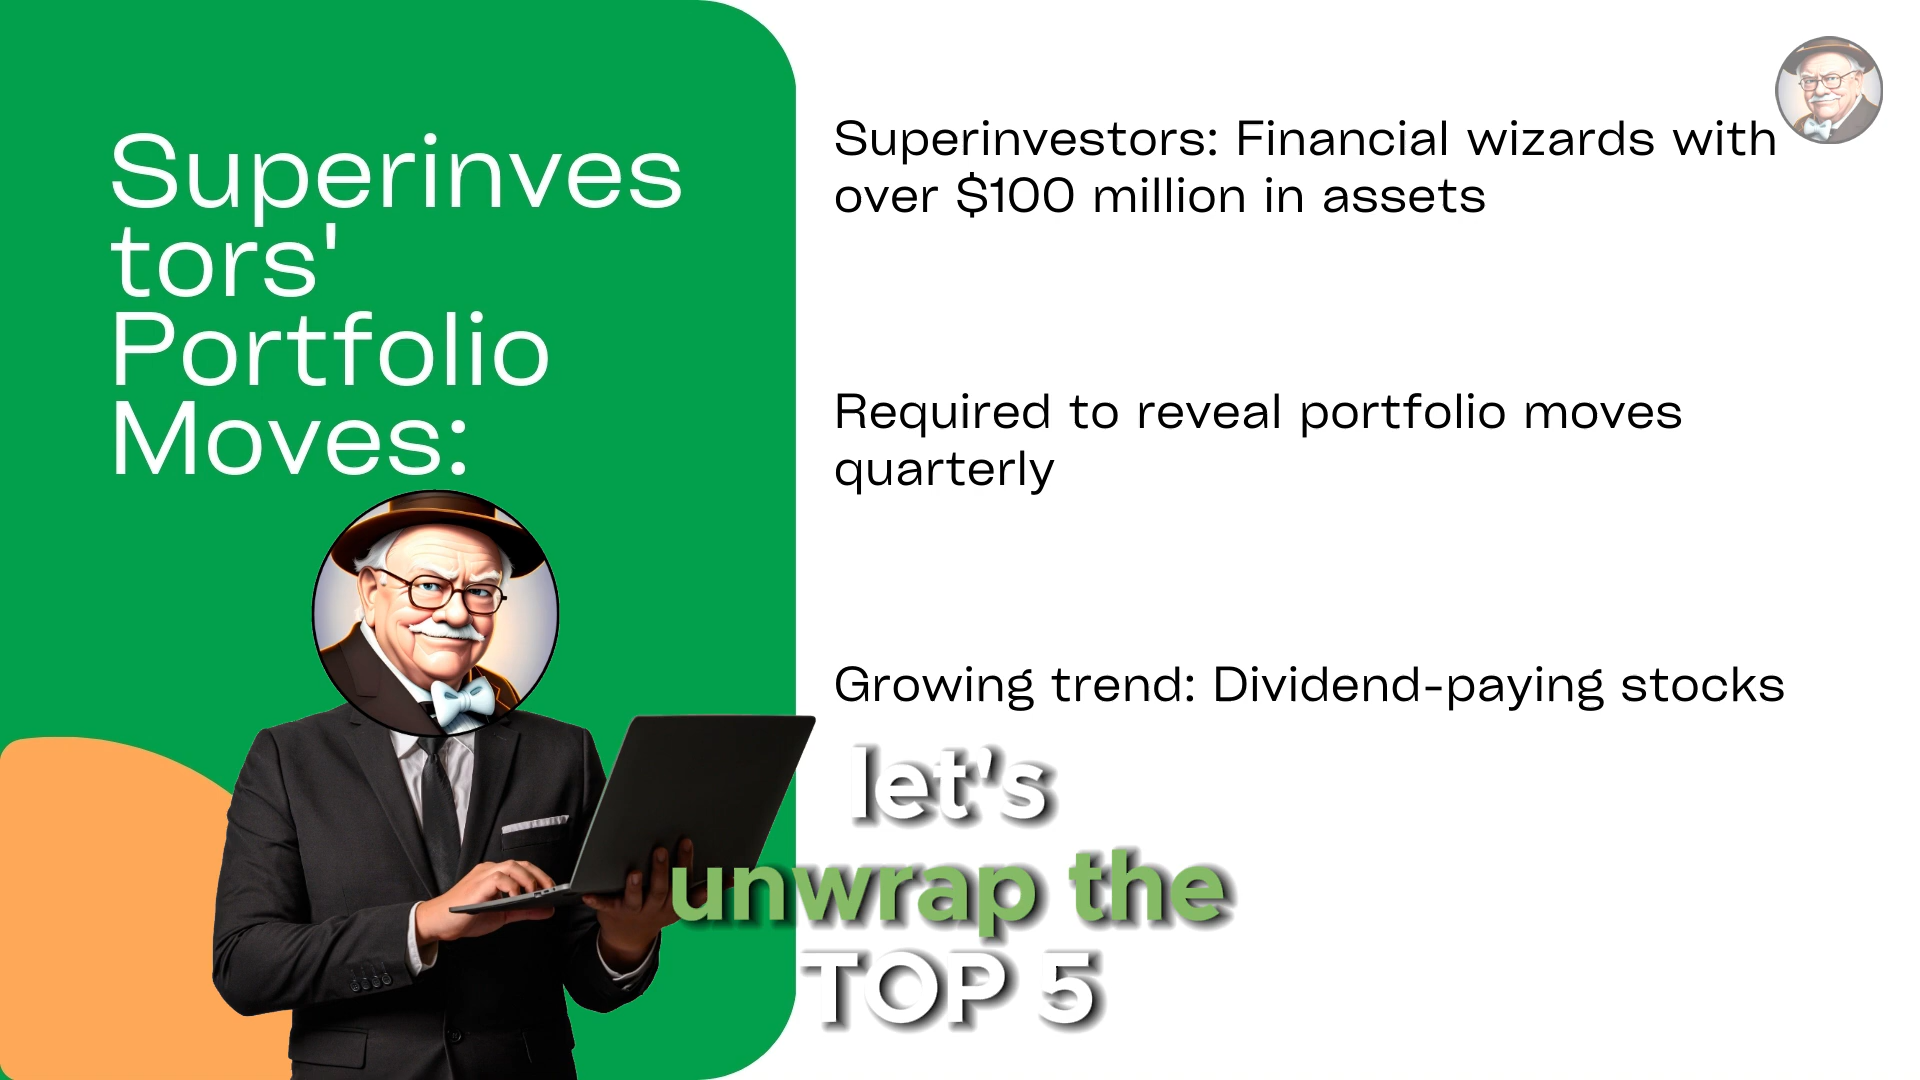 Superinves
tors'
Portfolio
Moves:
Superinvestors: Financial wizards with
over $100 million in assets
Required to reveal portfolio moves
quarterly
Growing trend: Dividend-paying stocks
let's
unwrap the
TOP 5